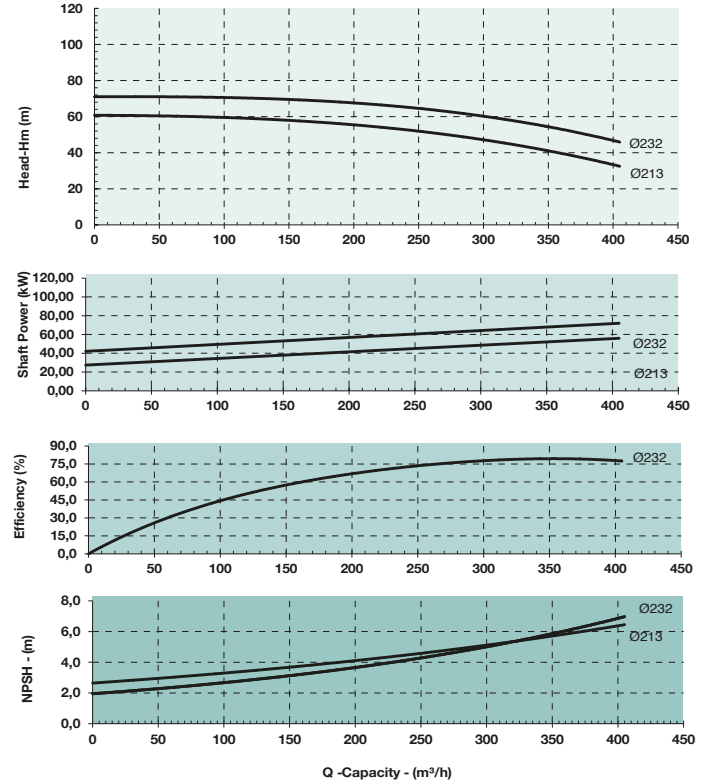 Head-Hm (m)
120
100
80
60
40
20
0
Ø232
Ø213
0 50 100 150 200 250 300 350 400 450
Shaft Power (kW)
120,00
100,00
80,00
60,00
40,00
20,00
0,00
Ø232
Ø213
0 50 100 150 200 250 300 350 400 450
Efficiency (%)
90,0
75,0
60,0
45,0
30,0
15,0
0,0
Ø232
0 50 100 150 200 250 300 350 400 450
NPSH - (m)
8,0
6,0
4,0
2,0
0,0
Ø232
Ø213
0 50 100 150 200 250 300 350 400 450
Q -Capacity - (m³/h)